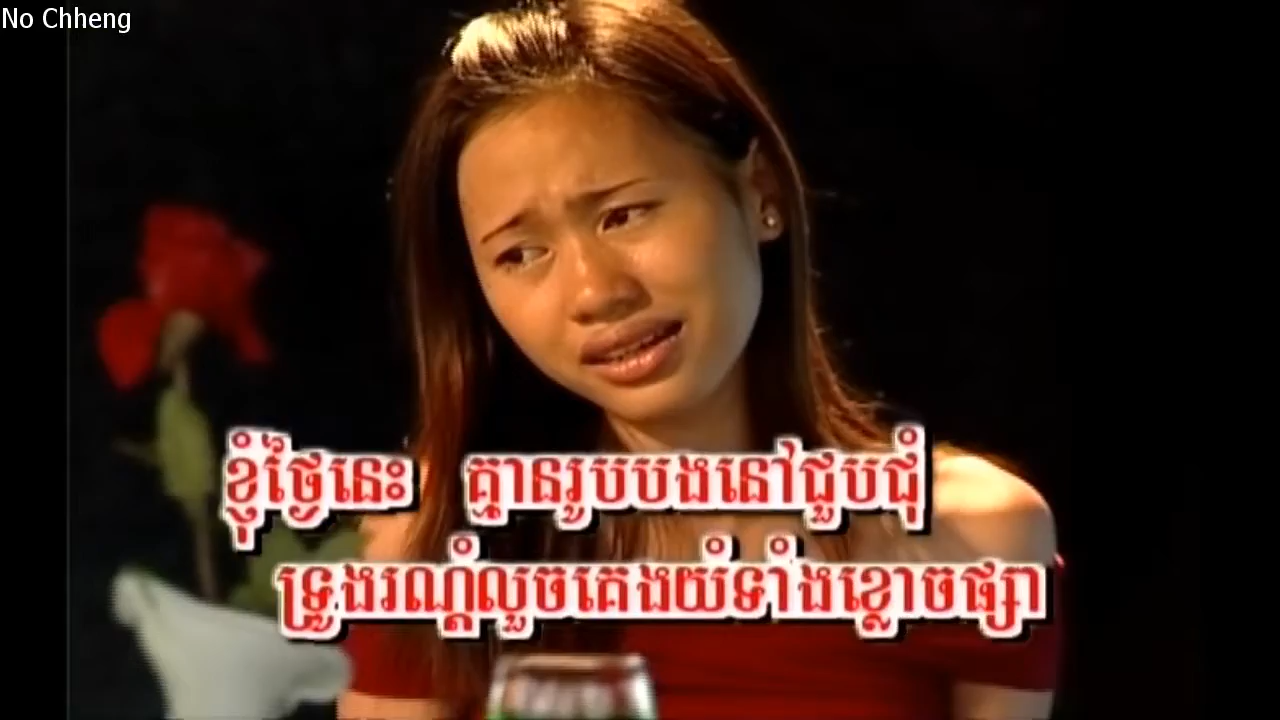 No Chheng
ខ្ញុំថ្ងៃនេះ គ្មានរូបបងនៅជួបជុំ
ទ្រូងរណ្ដំលួចគេងយំទាំងខ្លោចផ្សា